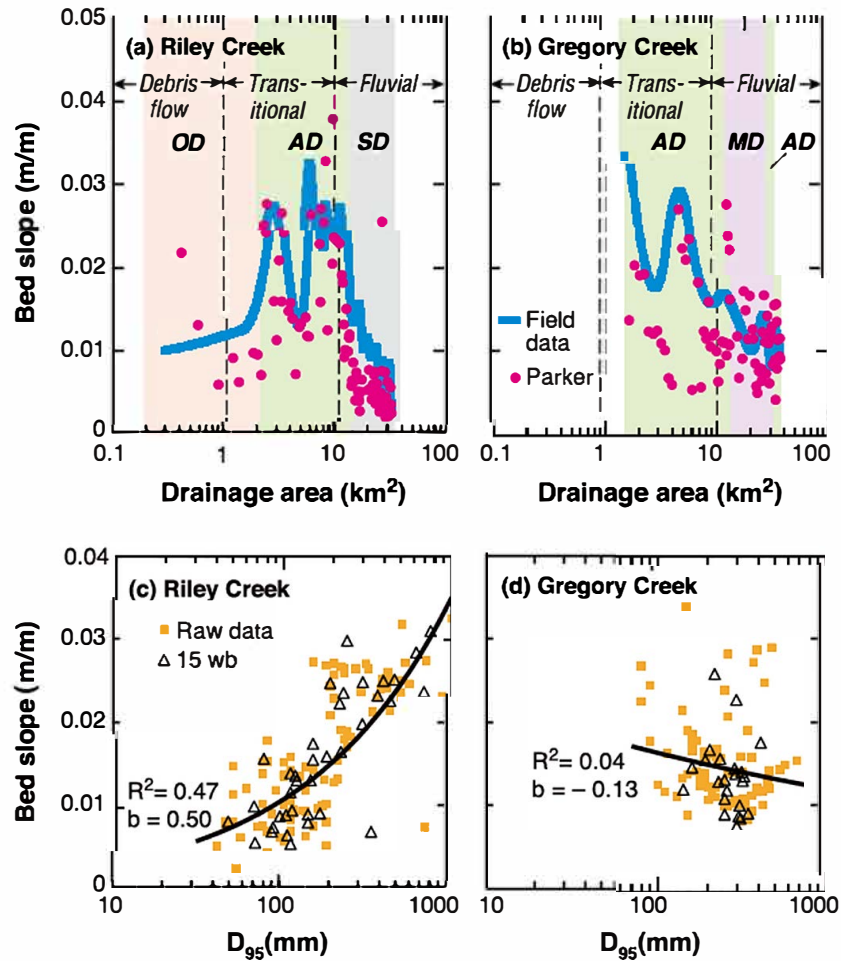 0.05
0.04
0.03
0.02
0.01
0
Bed slope (m/m)
(a) Riley Creek
Debris
flow
Trans-
itional
Fluvial
OD
AD
SD
0.1
1
10
100
Drainage area (km²)
(b) Gregory Creek
Debris
flow
Trans-
itional
Fluvial
AD
MD
AD
Field
data
Parker
0.1
1
10
100
Drainage area (km²)
0.04
0.03
0.02
0.01
0
Bed slope (m/m)
(c) Riley Creek
Raw data
15 wb
R²= 0.47
b = 0.50
10
100
1000
D₉₅(mm)
(d) Gregory Creek
R²= 0.04
b = – 0.13
10
100
1000
D₉₅(mm)